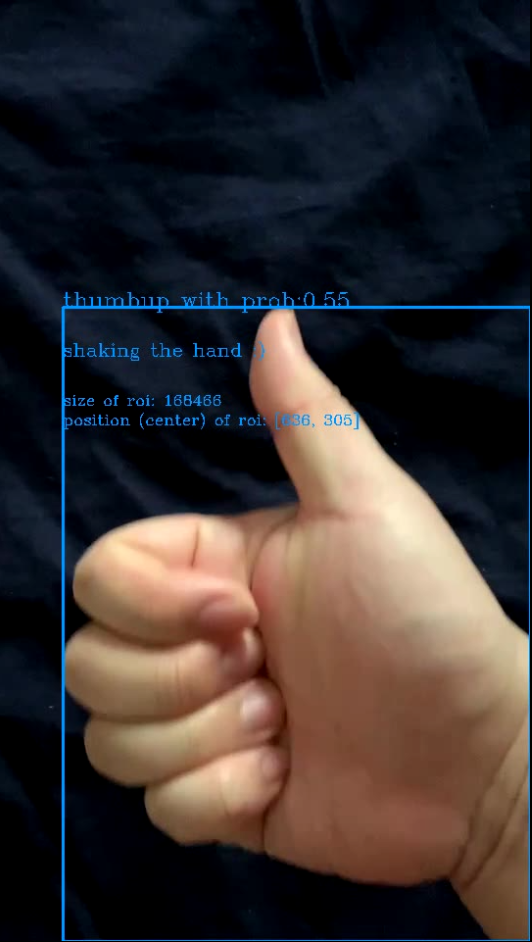 thumbup with prob:0.55
shaking the hand :)
size of roi: 168466
position (center) of roi: [636, 305]